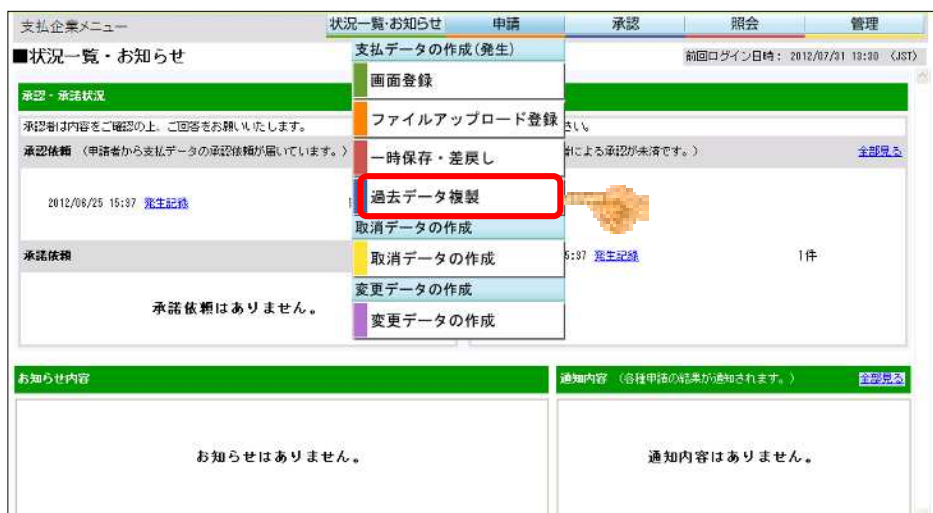 支払企業メニュー
状況一覧・お知らせ 申請 承認 照会 管理
■状況一覧・お知らせ
前回ログイン日時： 2012/07/31 13:30 (JST)
支払データの作成(発生)
画面登録
ファイルアップロード登録
一時保存・差戻し
過去データ複製
取消データの作成
取消データの作成
変更データの作成
変更データの作成
承認・承諾状況
承認者は内容をご確認の上、ご回答をお願いいたします。
さい。
承認依頼 （申請者から支払データの承認依頼が届いています。）
による承認が未済です。）
全部見る
2012/06/25 15:37 発生記録
5:37 発生記録 1件
承諾依頼
承諾依頼はありません。
お知らせ内容
通知内容 （各種申請の結果が通知されます。） 全部見る
お知らせはありません。
通知内容はありません。